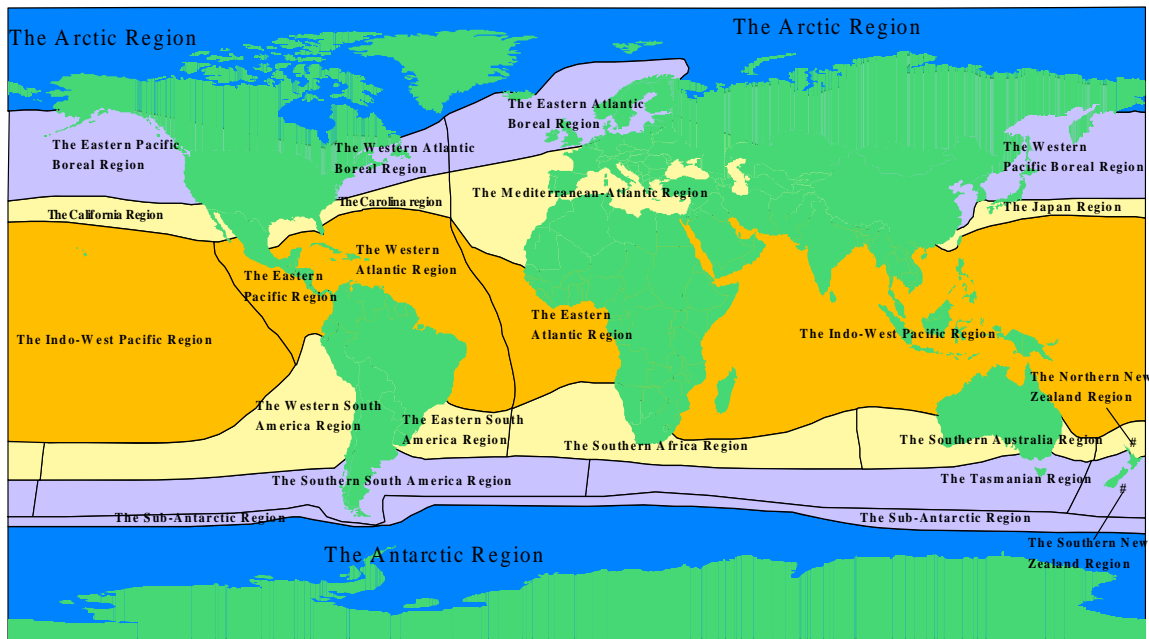 The Arctic Region
The Arctic Region
The Eastern Atlantic
Boreal Region
The Eastern Pacific
Boreal Region
The Western Atlantic
Boreal Region
The Western
Pacific Boreal Region
The Mediterranean-Atlantic Region
The Carolina region
The California Region
The Japan Region
The Western
Atlantic Region
The Eastern
Pacific Region
The Eastern
Atlantic Region
The Indo-West Pacific Region
The Indo-West Pacific Region
The Northern New
Zealand Region
The Western South
America Region
The Eastern South
America Region
The Southern Africa Region
The Southern Australia Region
#
The Southern South America Region
The Tasmanian Region
#
The Sub-Antarctic Region
The Sub-Antarctic Region
The Southern New
Zealand Region
The Antarctic Region